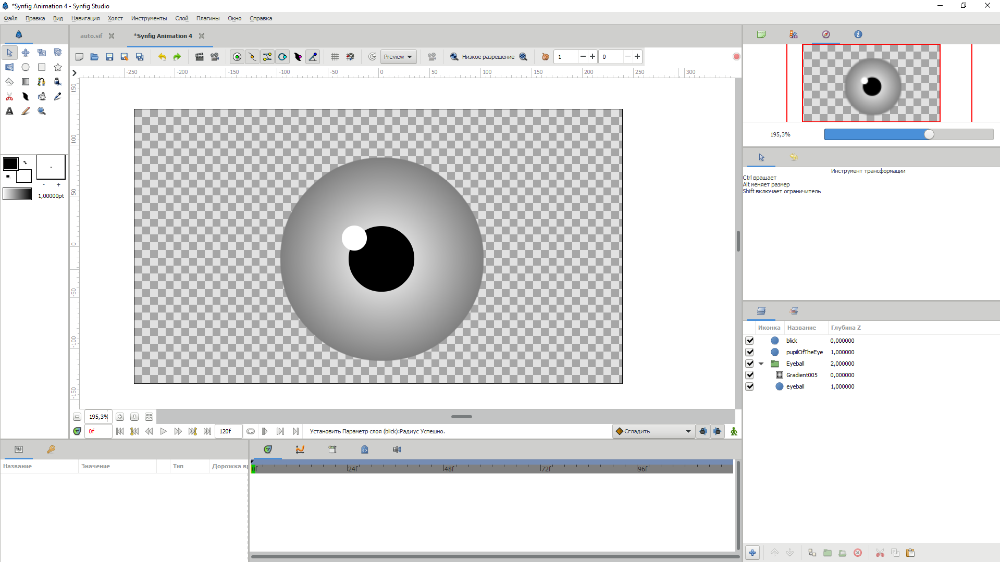 *Synfig Animation 4 - Synfig Studio
Файл Правка Вид Навигация Холст Инструменты Слой Плагины Окно Справка
auto.sif *Synfig Animation 4
Preview Низкое разрешение 1 0
-250 -200 -150 -100 -50 0 50 100 150 200 250 300
150
100
50
0
-50
-100
-150
- +
1,00000pt
195,3%
Инструмент трансформации
Ctrl вращает
Alt меняет размер
Shift включает ограничитель
Иконка Название Глубина Z
blick 0,000000
pupilOfTheEye 1,000000
Eyeball 2,000000
Gradient005 0,000000
eyeball 1,000000
195,3%
0f 120f Установить Параметр слоя (blick):Радиус Успешно. Сгладить
Название Значение Тип Дорожка в
0f 24f 48f 72f 96f